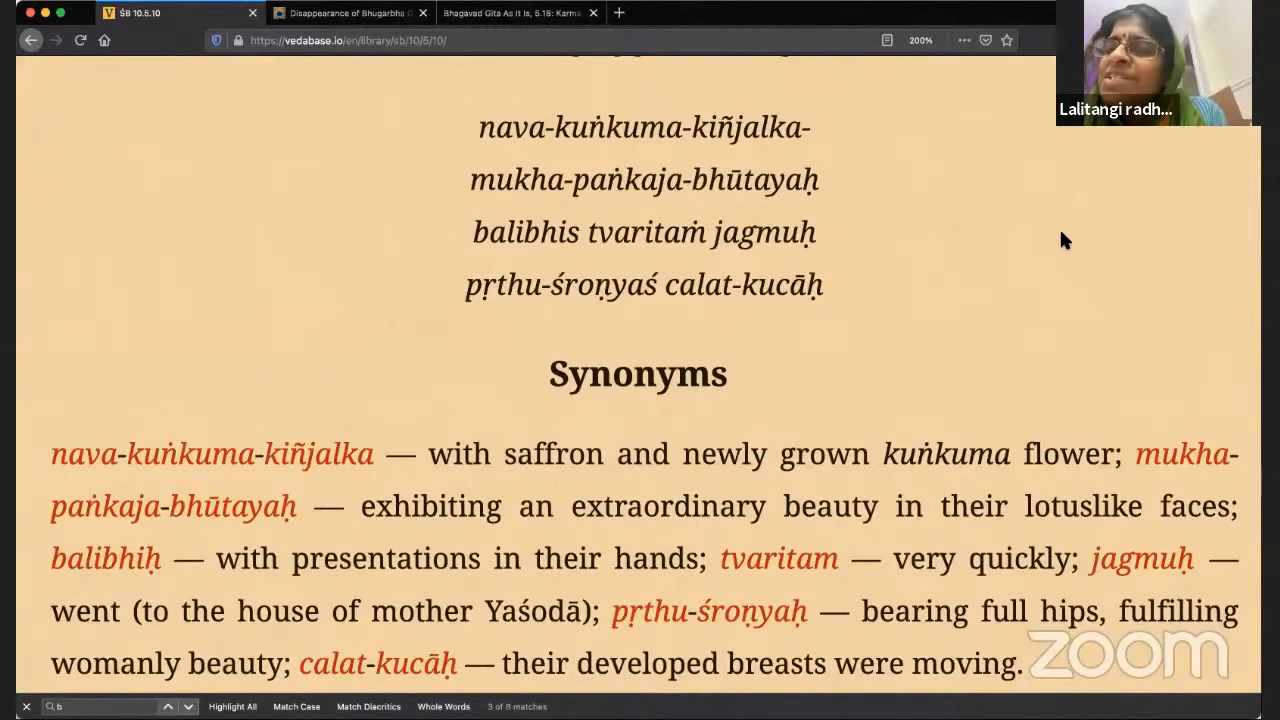 ŚB 10.5.10
Disappearance of Bhugarbha
Bhagavad Gita As It Is, 5.18: Karma
https://vedabase.io/en/library/sb/10/5/10/
200%
Lalitangi radh...
nava-kuṅkuma-kiñjalka-
mukha-paṅkaja-bhūtayaḥ
balibhis tvaritaṁ jagmuḥ
pṛthu-śroṇyaś calat-kucāḥ
Synonyms
nava-kuṅkuma-kiñjalka — with saffron and newly grown kuṅkuma flower; mukha-
paṅkaja-bhūtayaḥ — exhibiting an extraordinary beauty in their lotuslike faces;
balibhiḥ — with presentations in their hands; tvaritam — very quickly; jagmuḥ —
went (to the house of mother Yaśodā); pṛthu-śroṇyaḥ — bearing full hips, fulfilling
womanly beauty; calat-kucāḥ — their developed breasts were moving.
zoom
b
Highlight All
Match Case
Match Diacritics
Whole Words
3 of 8 matches